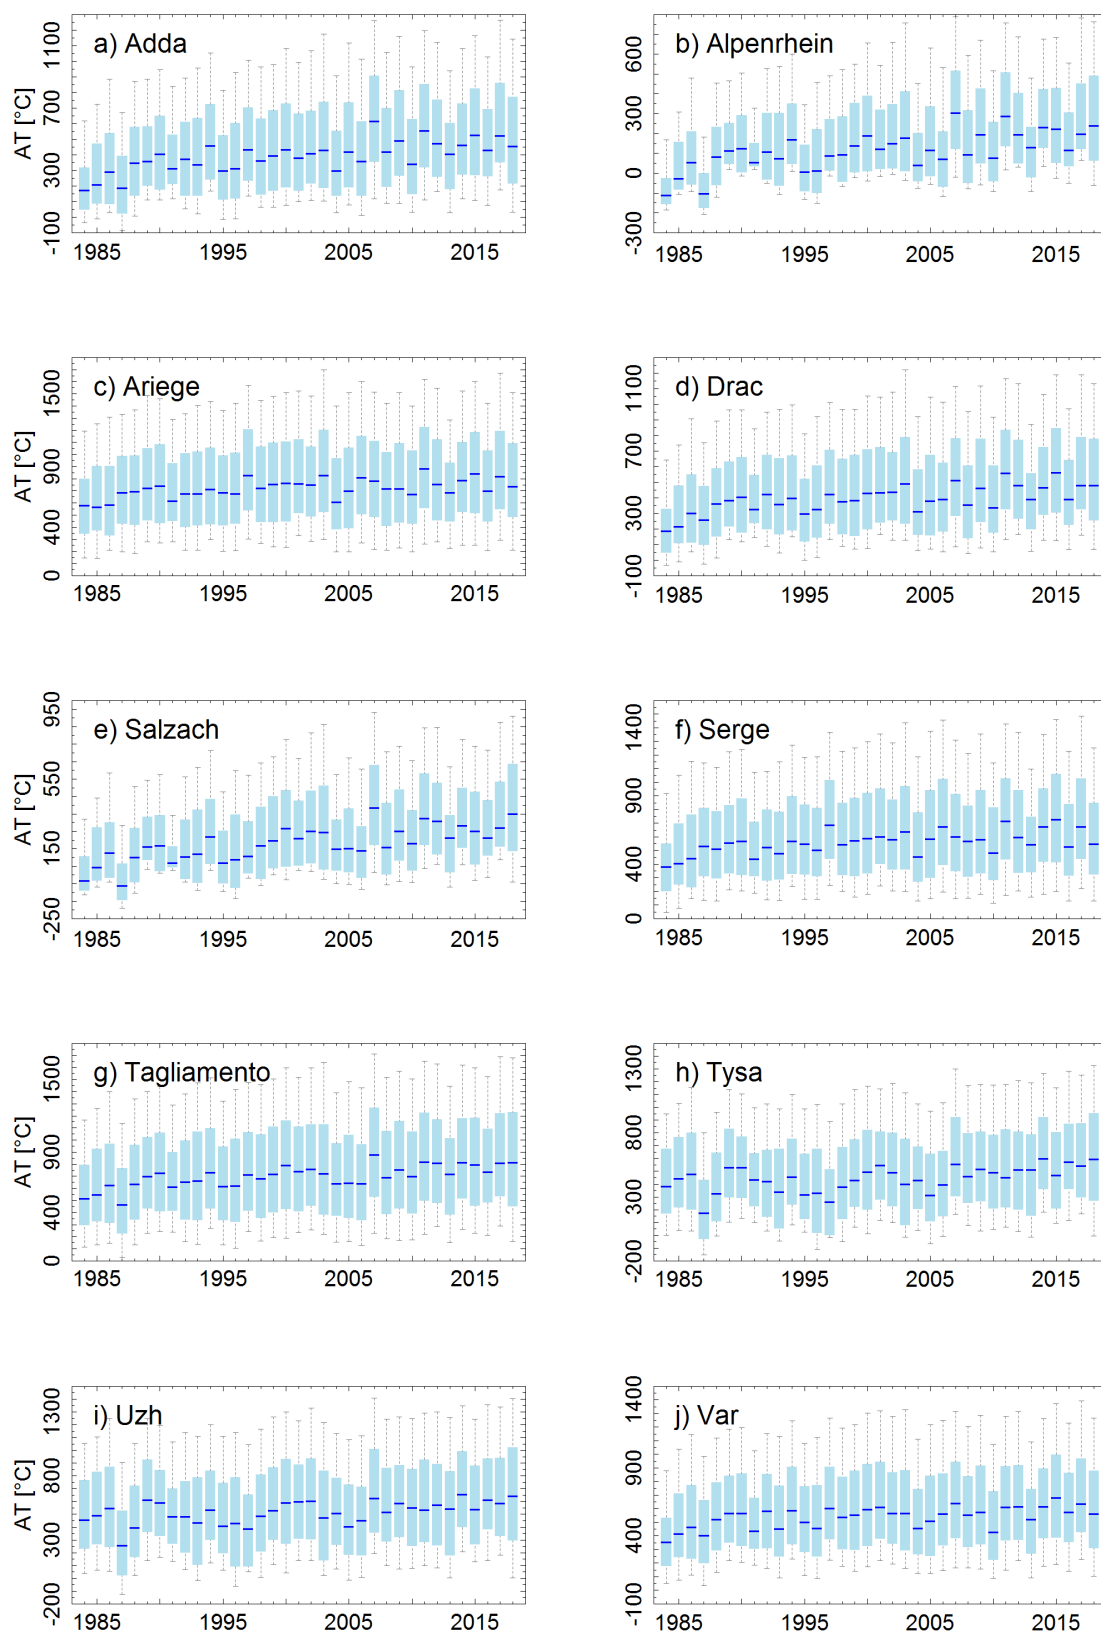 a) Adda
AT [°C]
-100 300 700 1100
1985 1995 2005 2015
b) Alpenrhein
-300 0 300 600
1985 1995 2005 2015
c) Ariege
AT [°C]
0 400 900 1500
1985 1995 2005 2015
d) Drac
-100 300 700 1100
1985 1995 2005 2015
e) Salzach
AT [°C]
-250 150 550 950
1985 1995 2005 2015
f) Serge
0 400 900 1400
1985 1995 2005 2015
g) Tagliamento
AT [°C]
0 400 900 1500
1985 1995 2005 2015
h) Tysa
-200 300 800 1300
1985 1995 2005 2015
i) Uzh
AT [°C]
-200 300 800 1300
1985 1995 2005 2015
j) Var
-100 400 900 1400
1985 1995 2005 2015